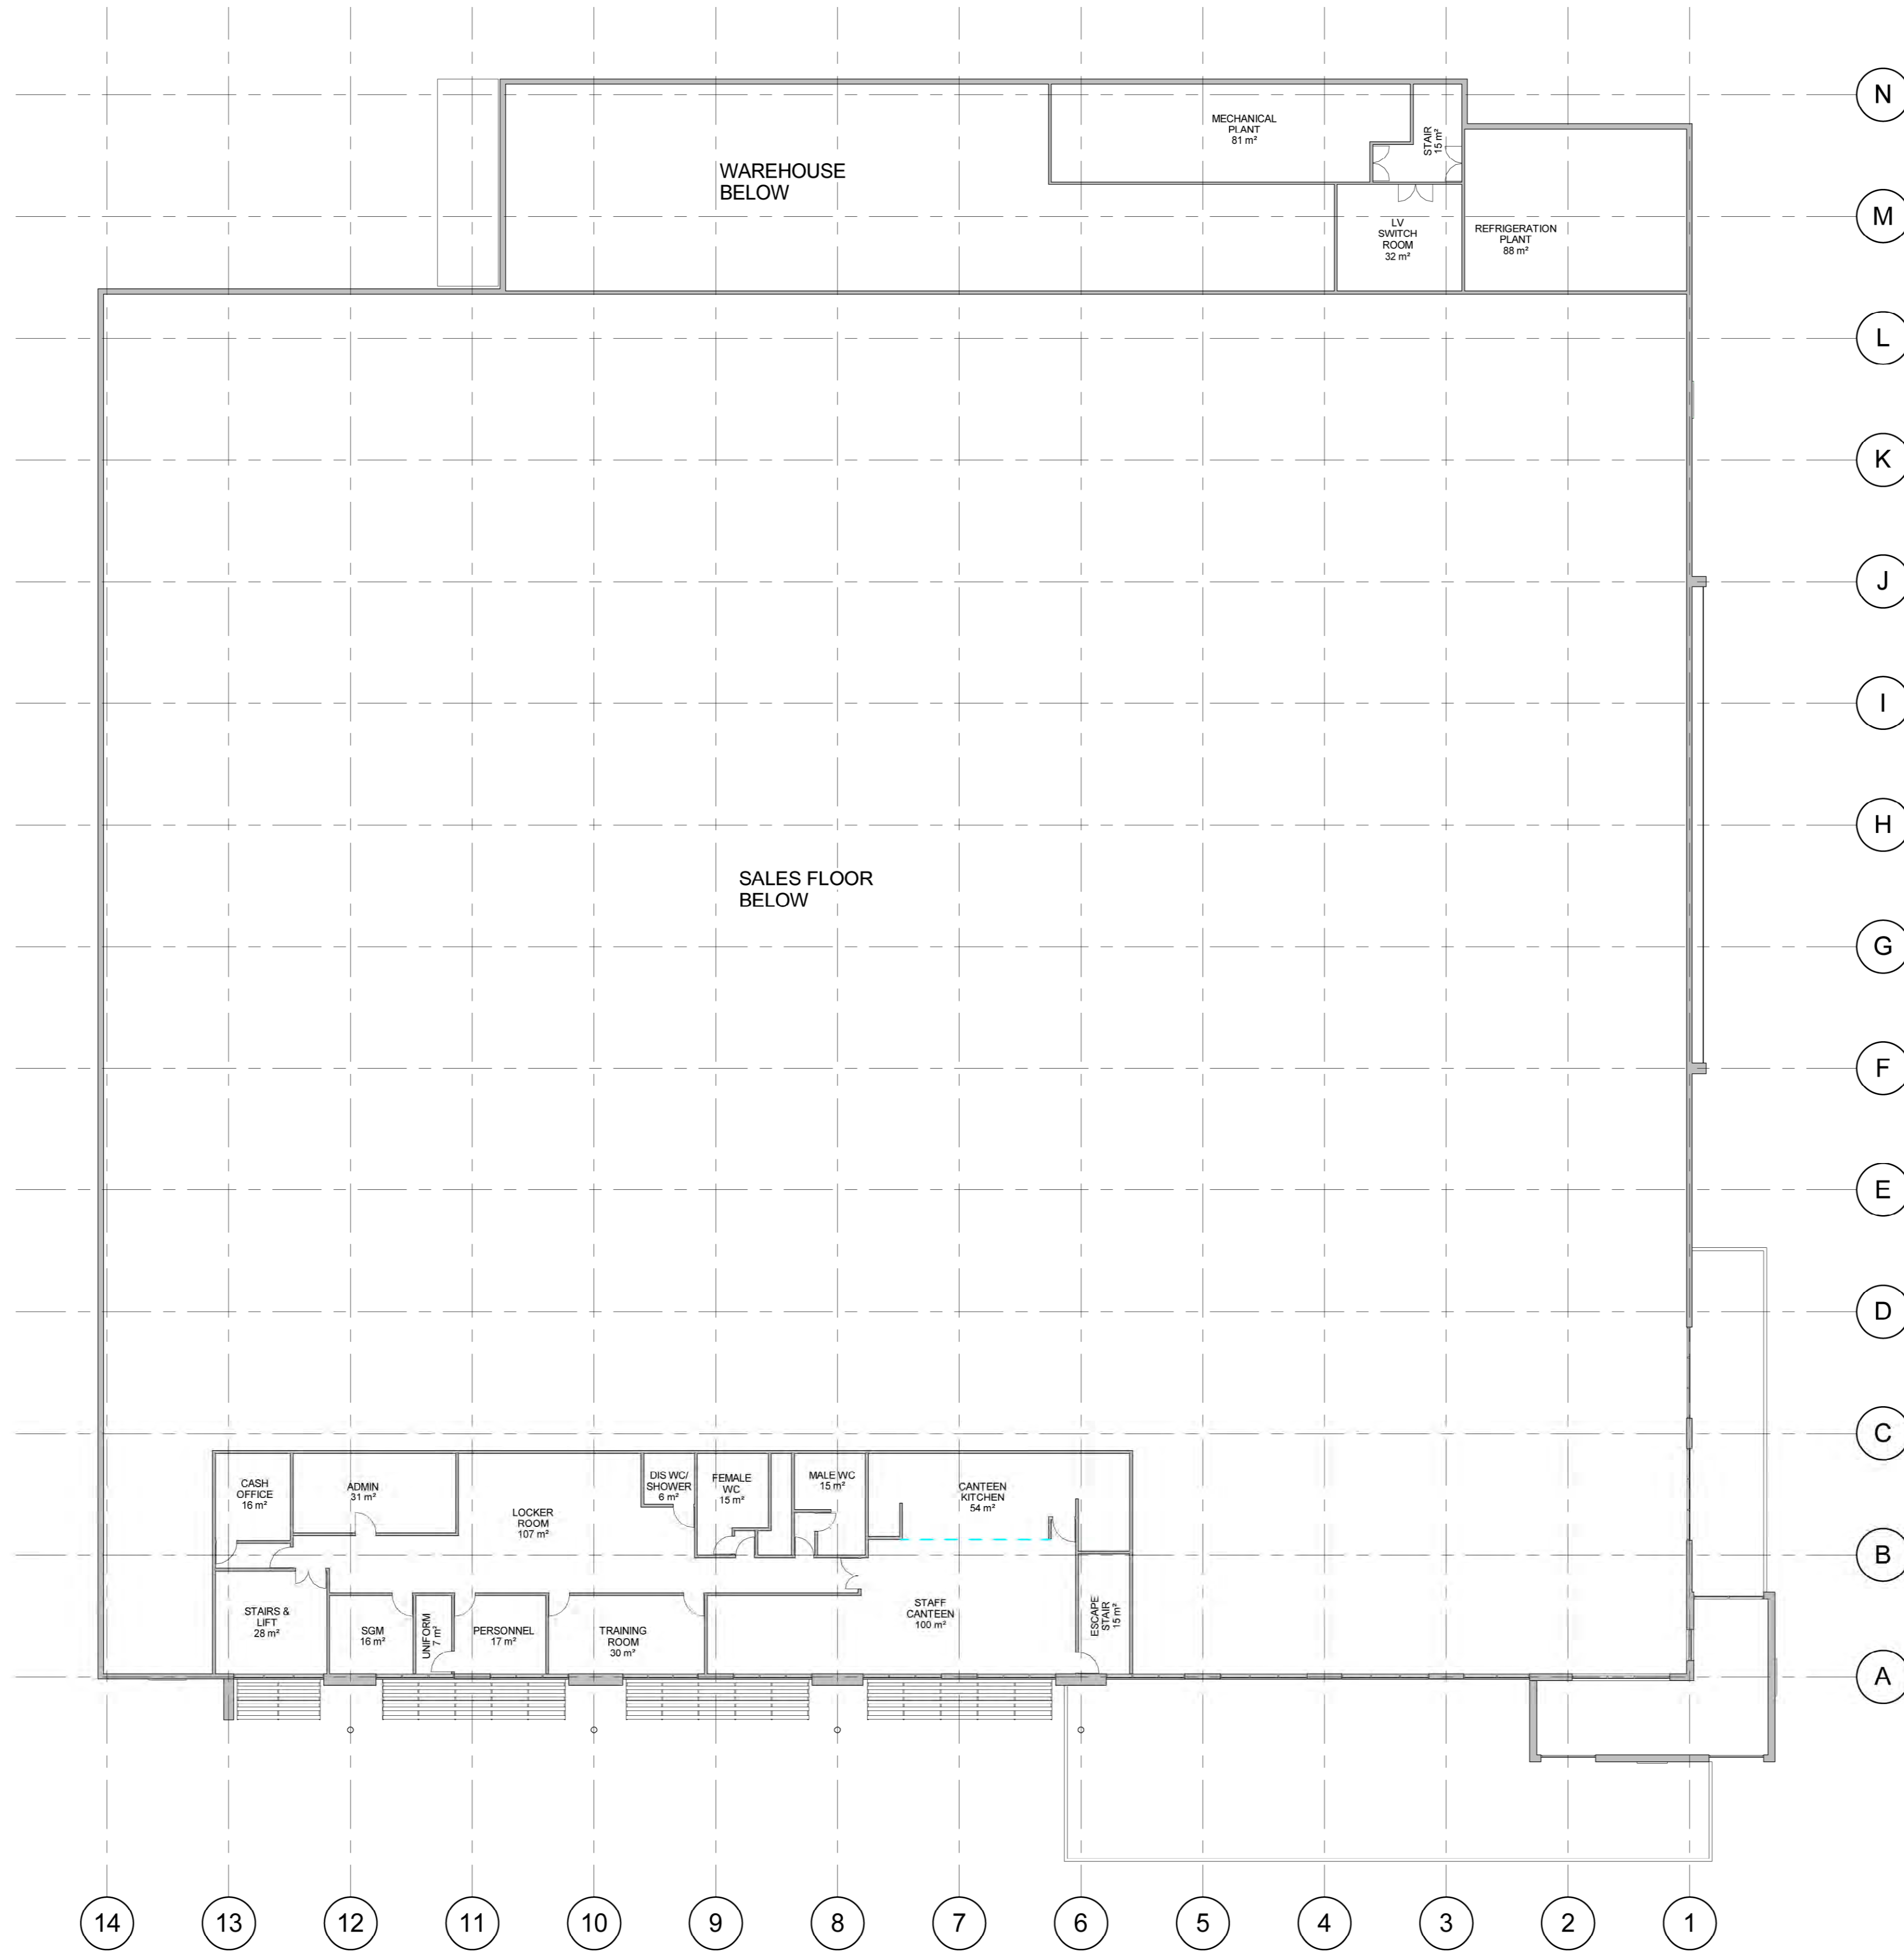 N
MECHANICAL
PLANT
81 m²
STAIR
15 m²
WAREHOUSE
BELOW
M
LV
SWITCH
ROOM
32 m²
REFRIGERATION
PLANT
88 m²
L
K
J
I
H
SALES FLOOR
BELOW
G
F
E
D
C
CASH
OFFICE
16 m²
ADMIN
31 m²
LOCKER
ROOM
107 m²
DIS WC/
SHOWER
6 m²
FEMALE
WC
15 m²
MALE WC
15 m²
CANTEEN
KITCHEN
54 m²
B
STAIRS &
LIFT
28 m²
SGM
16 m²
UNIFORM
7 m²
PERSONNEL
17 m²
TRAINING
ROOM
30 m²
STAFF
CANTEEN
100 m²
ESCAPE
STAIR
15 m²
A
14
13
12
11
10
9
8
7
6
5
4
3
2
1